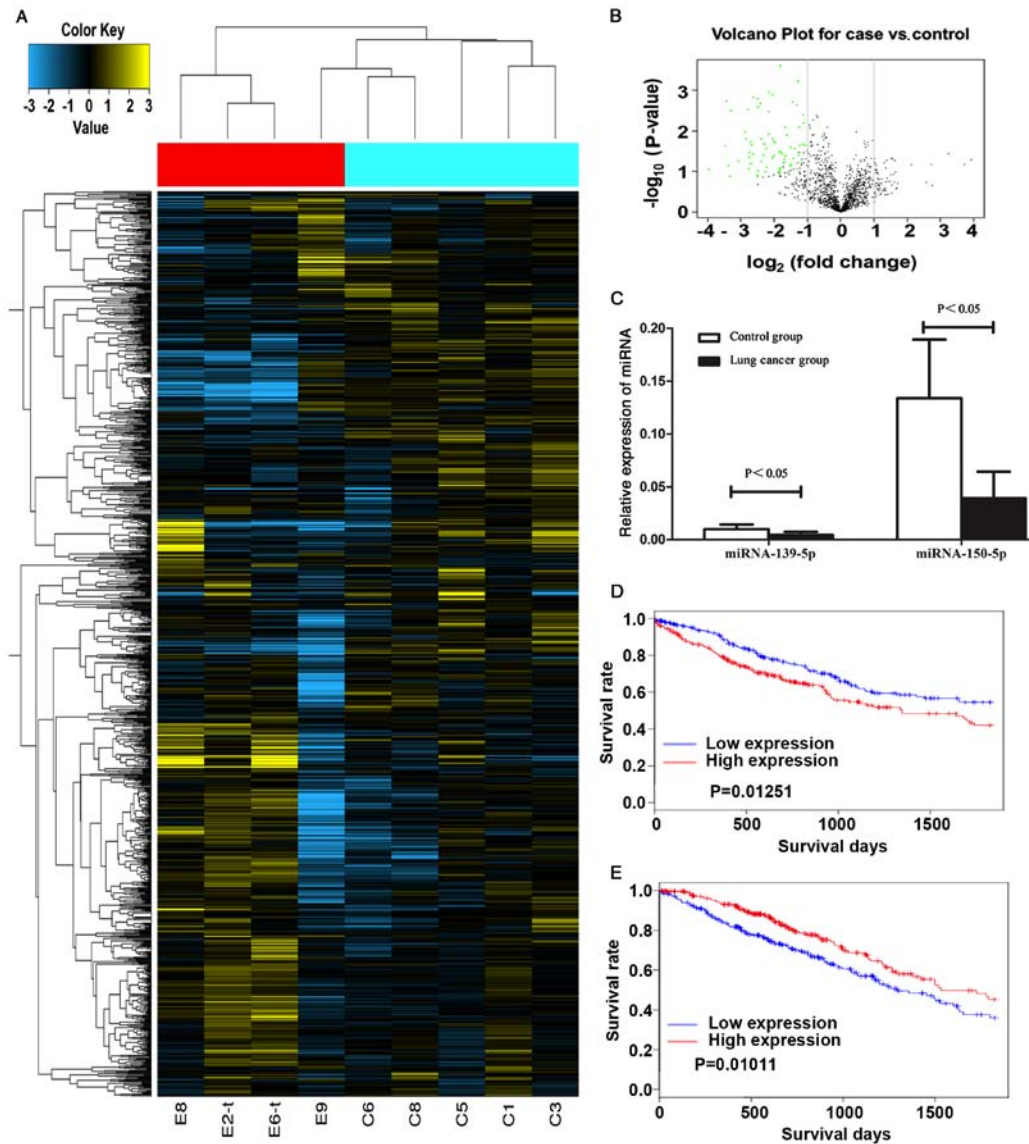 A
Color Key
-3 -2 -1 0 1 2 3
Value
E8 E2-t E6-t E9 C6 C8 C5 C1 C3
B
Volcano Plot for case vs. control
-log10 (P-value)
3
2
1
0
-4 - 3 - 2 -1 0 1 2 3 4
log2 (fold change)
C
Relative expression of miRNA
0.20
0.15
0.10
0.05
0.00
Control group
Lung cancer group
P< 0.05
P< 0.05
miRNA-139-5p miRNA-150-5p
D
Survival rate
1.0
0.8
0.6
0.4
0.2
0.0
Low expression
High expression
P=0.01251
0 500 1000 1500
Survival days
E
Survival rate
1.0
0.8
0.6
0.4
0.2
0.0
Low expression
High expression
P=0.01011
0 500 1000 1500
Survival days